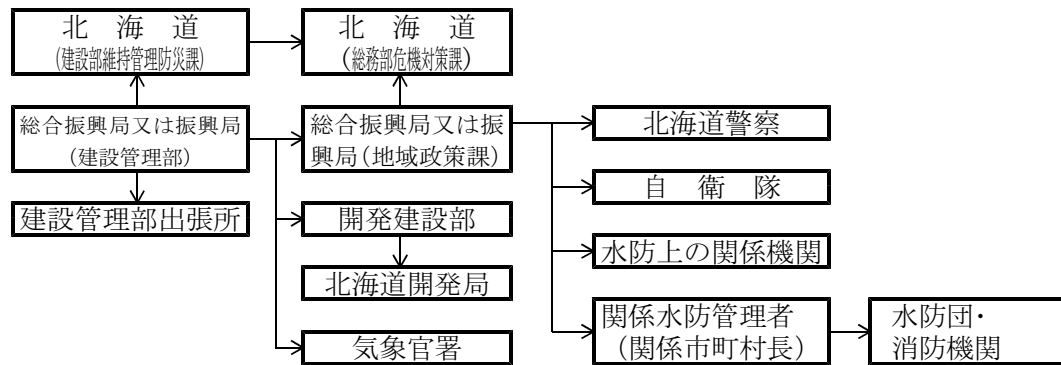 北　海　道
(建設部維持管理防災課)
北　海　道
(総務部危機対策課)
総合振興局又は振興局
(建設管理部)
総合振興局又は振
興局(地域政策課)
北海道警察
自　衛　隊
建設管理部出張所
開発建設部
水防上の関係機関
北海道開発局
関係水防管理者
(関係市町村長)
水防団・
消防機関
気象官署